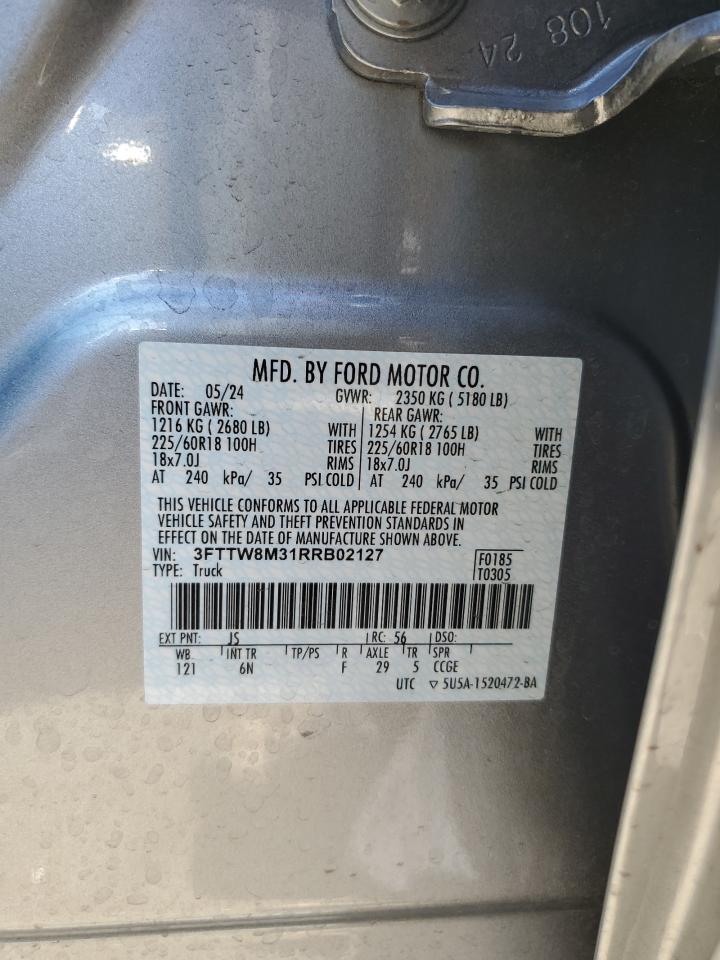 108 24
MFD. BY FORD MOTOR CO.
DATE: 05/24 GVWR: 2350 KG ( 5180 LB)
FRONT GAWR: REAR GAWR:
1216 KG ( 2680 LB) WITH 1254 KG ( 2765 LB) WITH
225/60R18 100H TIRES 225/60R18 100H TIRES
18x7.0J RIMS 18x7.0J RIMS
AT 240 kPa/ 35 PSI COLD AT 240 kPa/ 35 PSI COLD
THIS VEHICLE CONFORMS TO ALL APPLICABLE FEDERAL MOTOR
VEHICLE SAFETY AND THEFT PREVENTION STANDARDS IN
EFFECT ON THE DATE OF MANUFACTURE SHOWN ABOVE.
VIN: 3FTTW8M31RRB02127 F0185
TYPE: Truck T0305
EXT PNT: JS RC: 56 DSO:
WB INT TR TP/PS R AXLE TR SPR
121 6N F 29 5 CCGE
UTC ▽ 5U5A-1520472-BA